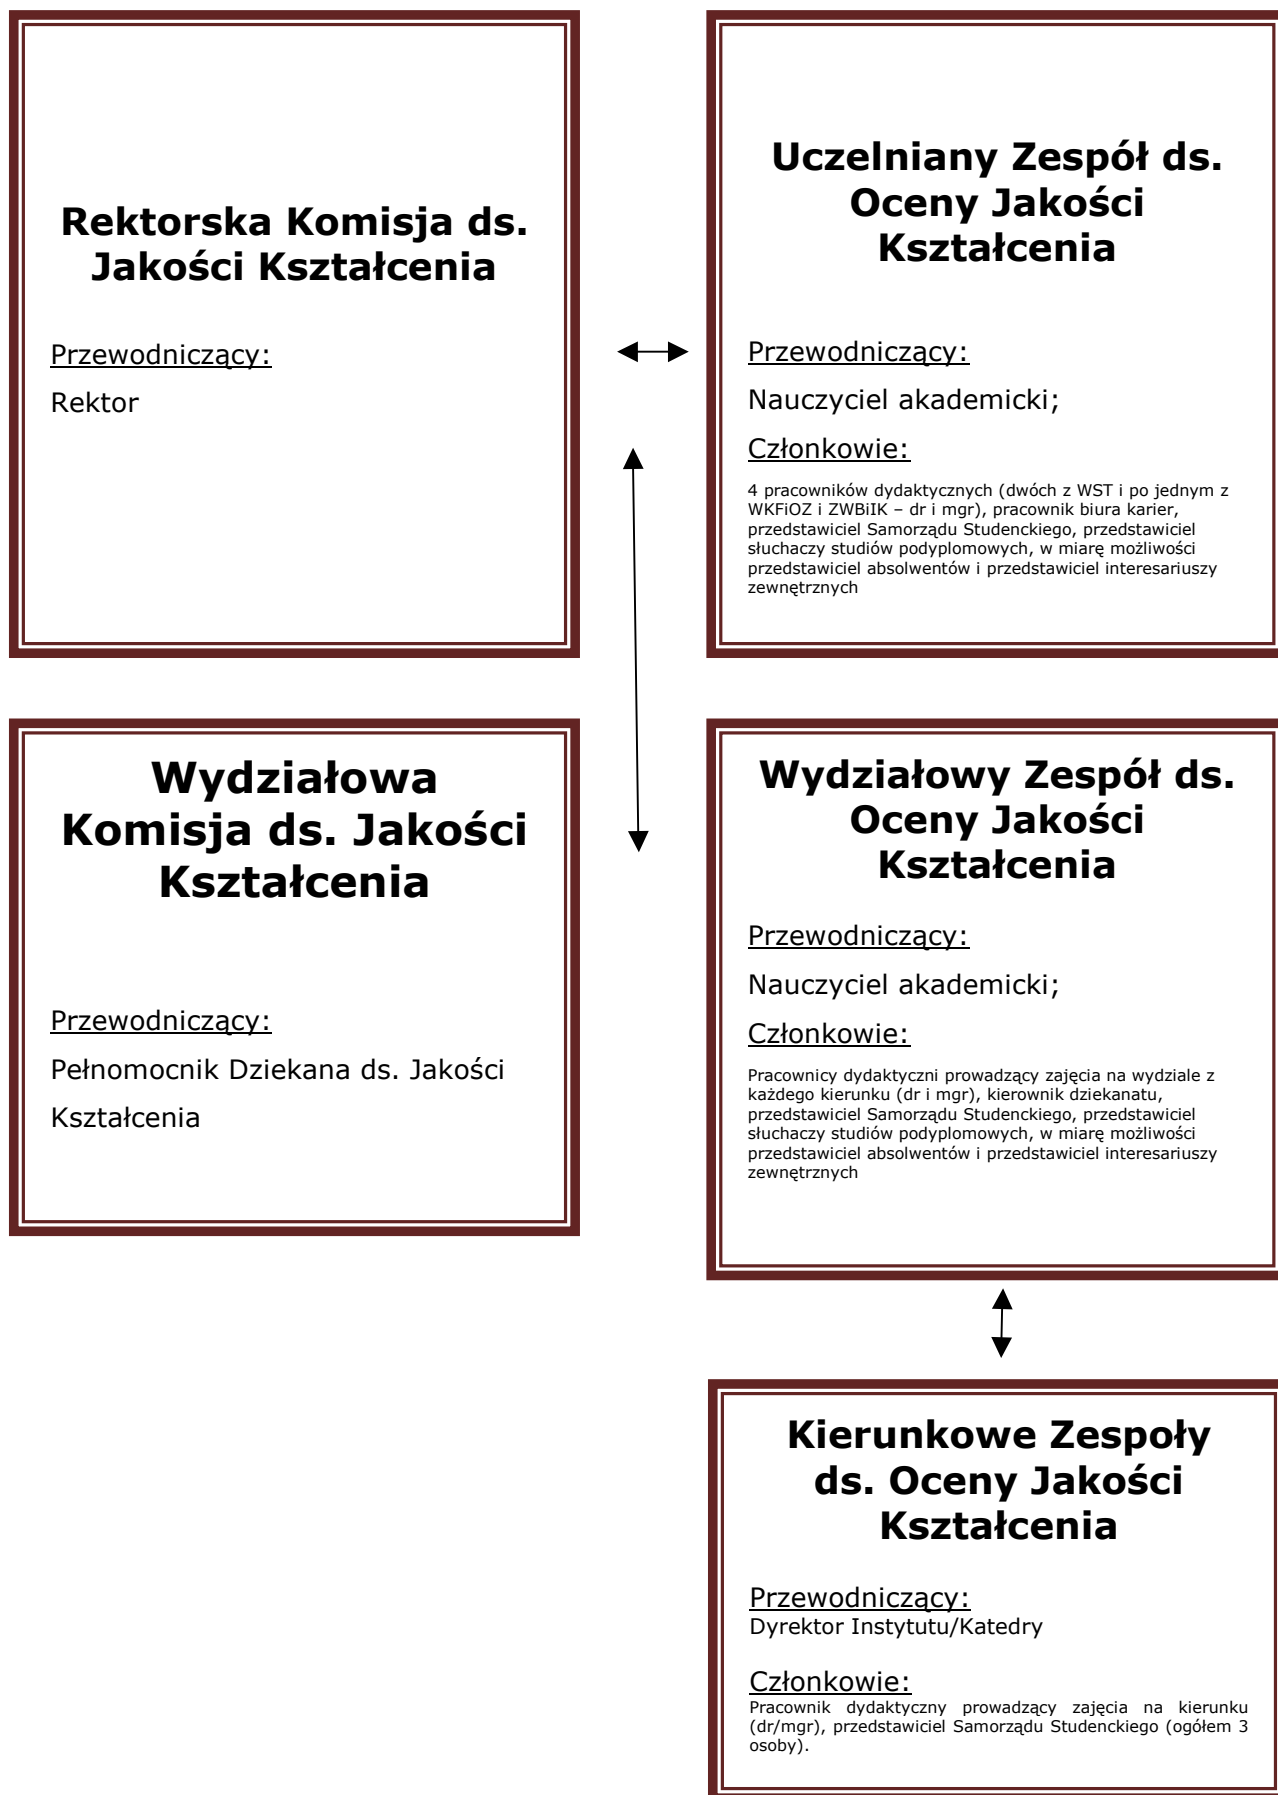 Rektorska Komisja ds.
Jakości Kształcenia
Przewodniczący:
Rektor
Uczelniany Zespół ds.
Oceny Jakości
Kształcenia
Przewodniczący:
Nauczyciel akademicki;
Członkowie:
4 pracowników dydaktycznych (dwóch z WST i po jednym z
WKFiOZ i ZWBiIK – dr i mgr), pracownik biura karier,
przedstawiciel Samorządu Studenckiego, przedstawiciel
słuchaczy studiów podyplomowych, w miarę możliwości
przedstawiciel absolwentów i przedstawiciel interesariuszy
zewnętrznych
Wydziałowa
Komisja ds. Jakości
Kształcenia
Przewodniczący:
Pełnomocnik Dziekana ds. Jakości
Kształcenia
Wydziałowy Zespół ds.
Oceny Jakości
Kształcenia
Przewodniczący:
Nauczyciel akademicki;
Członkowie:
Pracownicy dydaktyczni prowadzący zajęcia na wydziale z
każdego kierunku (dr i mgr), kierownik dziekanatu,
przedstawiciel Samorządu Studenckiego, przedstawiciel
słuchaczy studiów podyplomowych, w miarę możliwości
przedstawiciel absolwentów i przedstawiciel interesariuszy
zewnętrznych
Kierunkowe Zespoły
ds. Oceny Jakości
Kształcenia
Przewodniczący:
Dyrektor Instytutu/Katedry
Członkowie:
Pracownik dydaktyczny prowadzący zajęcia na kierunku
(dr/mgr), przedstawiciel Samorządu Studenckiego (ogółem 3
osoby).